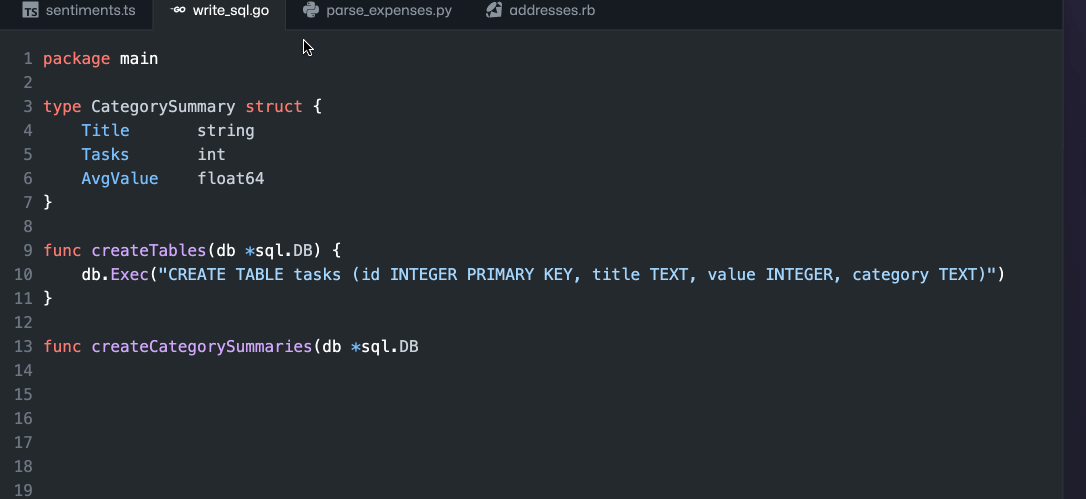 sentiments.ts write_sql.go parse_expenses.py addresses.rb
1 package main
2
3 type CategorySummary struct {
4     Title       string
5     Tasks       int
6     AvgValue    float64
7 }
8
9 func createTables(db *sql.DB) {
10     db.Exec("CREATE TABLE tasks (id INTEGER PRIMARY KEY, title TEXT, value INTEGER, category TEXT)")
11 }
12
13 func createCategorySummaries(db *sql.DB
14
15
16
17
18
19